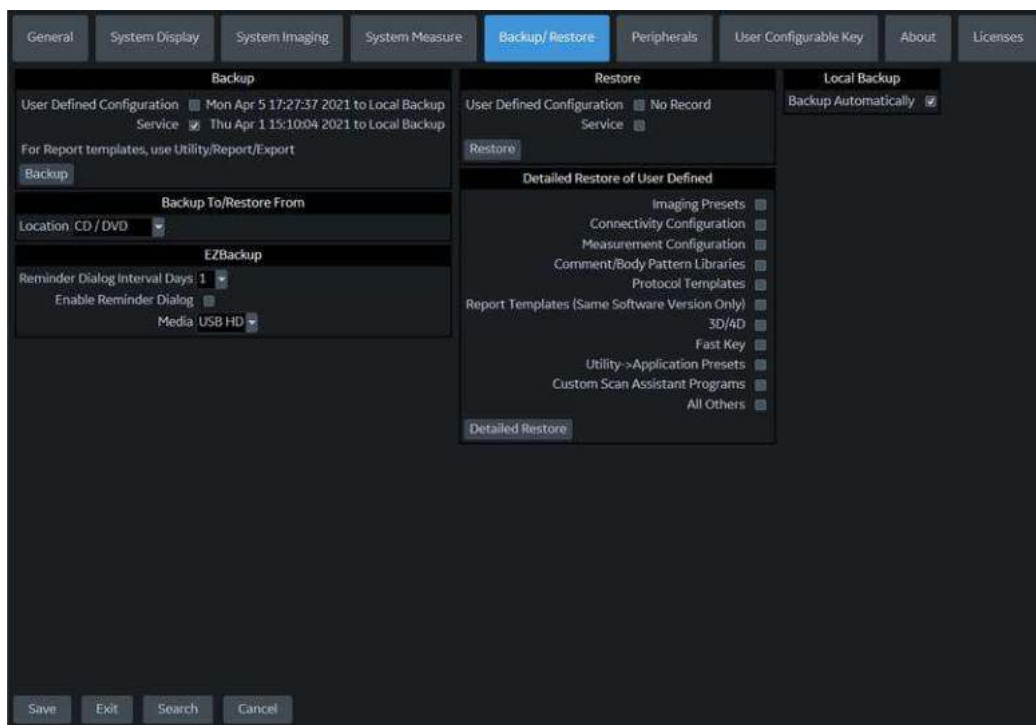 General System Display System Imaging System Measure Backup/Restore Peripherals User Configurable Key About Licenses
Backup
User Defined Configuration Mon Apr 5 17:27:37 2021 to Local Backup
Service Thu Apr 1 15:10:04 2021 to Local Backup
For Report templates, use Utility/Report/Export
Backup
Backup To/Restore From
Location CD / DVD
EZBackup
Reminder Dialog Interval Days 1
Enable Reminder Dialog
Media USB HD
Restore
User Defined Configuration No Record
Service
Restore
Detailed Restore of User Defined
Imaging Presets
Connectivity Configuration
Measurement Configuration
Comment/Body Pattern Libraries
Protocol Templates
Report Templates (Same Software Version Only)
3D/4D
Fast Key
Utility->Application Presets
Custom Scan Assistant Programs
All Others
Detailed Restore
Local Backup
Backup Automatically
Save Exit Search Cancel